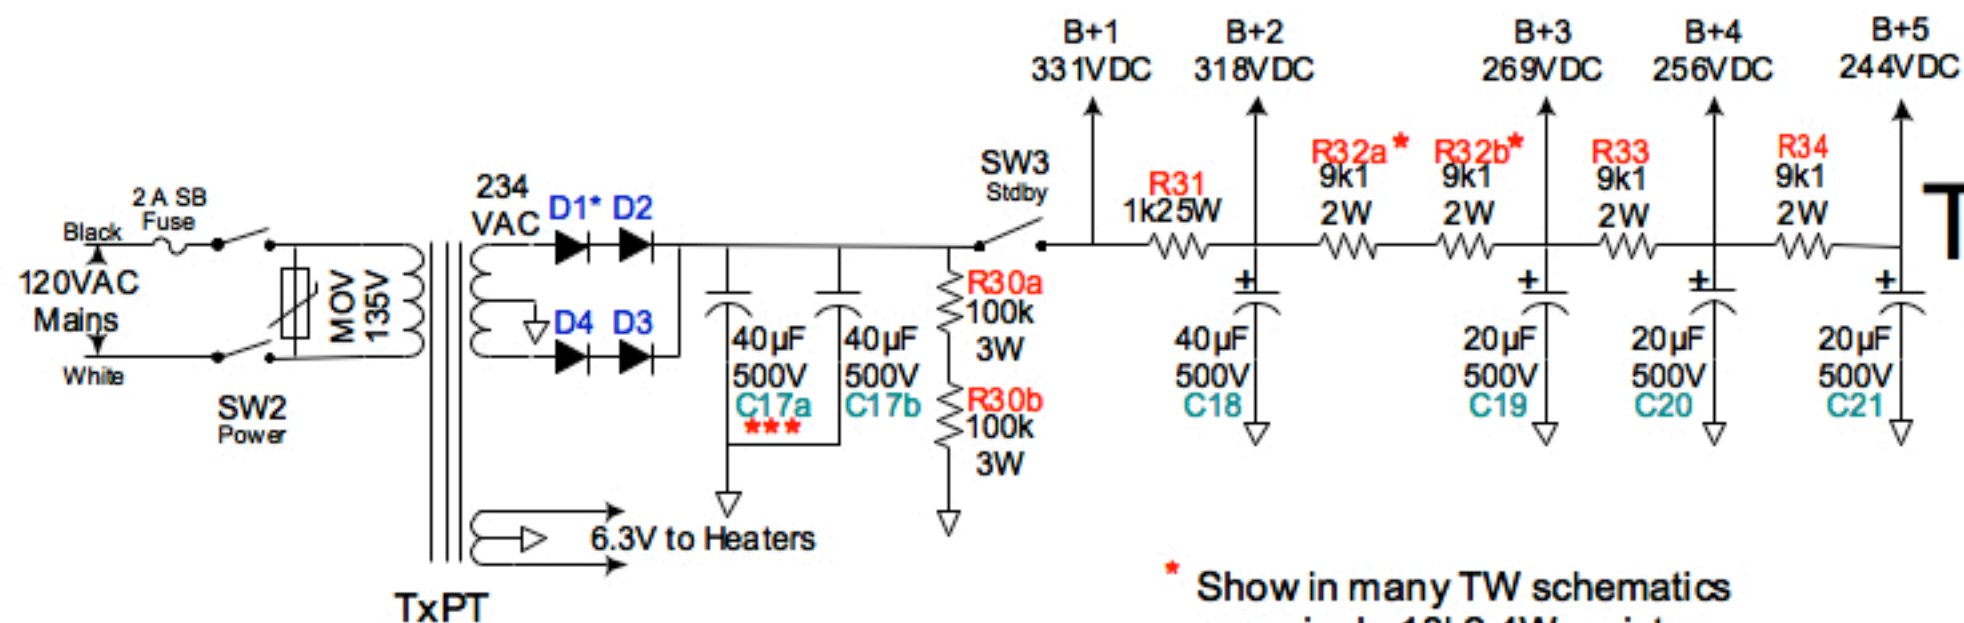 B+1
331VDC
B+2
318VDC
B+3
269VDC
B+4
256VDC
B+5
244VDC
SW3
Stdby
R31
1k25W
R32a*
9k1
2W
R32b*
9k1
2W
R33
9k1
2W
R34
9k1
2W
T
2 A SB
Fuse
Black
120VAC
Mains
White
MOV
135V
SW2
Power
234
VAC
D1*
D2
D4
D3
40µF
500V
C17a
***
40µF
500V
C17b
R30a
100k
3W
R30b
100k
3W
+
40µF
500V
C18
+
20µF
500V
C19
+
20µF
500V
C20
+
20µF
500V
C21
6.3V to Heaters
TxPT
* Show in many TW schematics